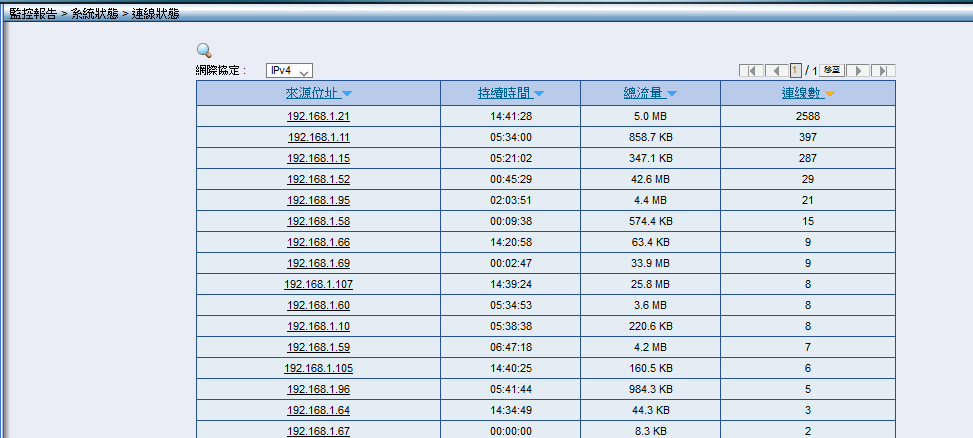 監控報告 > 系統狀態 > 連線狀態
網際協定： IPv4 1 / 1 移至
來源位址 持續時間 總流量 連線數
192.168.1.21 14:41:28 5.0 MB 2588
192.168.1.11 05:34:00 858.7 KB 397
192.168.1.15 05:21:02 347.1 KB 287
192.168.1.52 00:45:29 42.6 MB 29
192.168.1.95 02:03:51 4.4 MB 21
192.168.1.58 00:09:38 574.4 KB 15
192.168.1.66 14:20:58 63.4 KB 9
192.168.1.69 00:02:47 33.9 MB 9
192.168.1.107 14:39:24 25.8 MB 8
192.168.1.60 05:34:53 3.6 MB 8
192.168.1.10 05:38:38 220.6 KB 8
192.168.1.59 06:47:18 4.2 MB 7
192.168.1.105 14:40:25 160.5 KB 6
192.168.1.96 05:41:44 984.3 KB 5
192.168.1.64 14:34:49 44.3 KB 3
192.168.1.67 00:00:00 8.3 KB 2